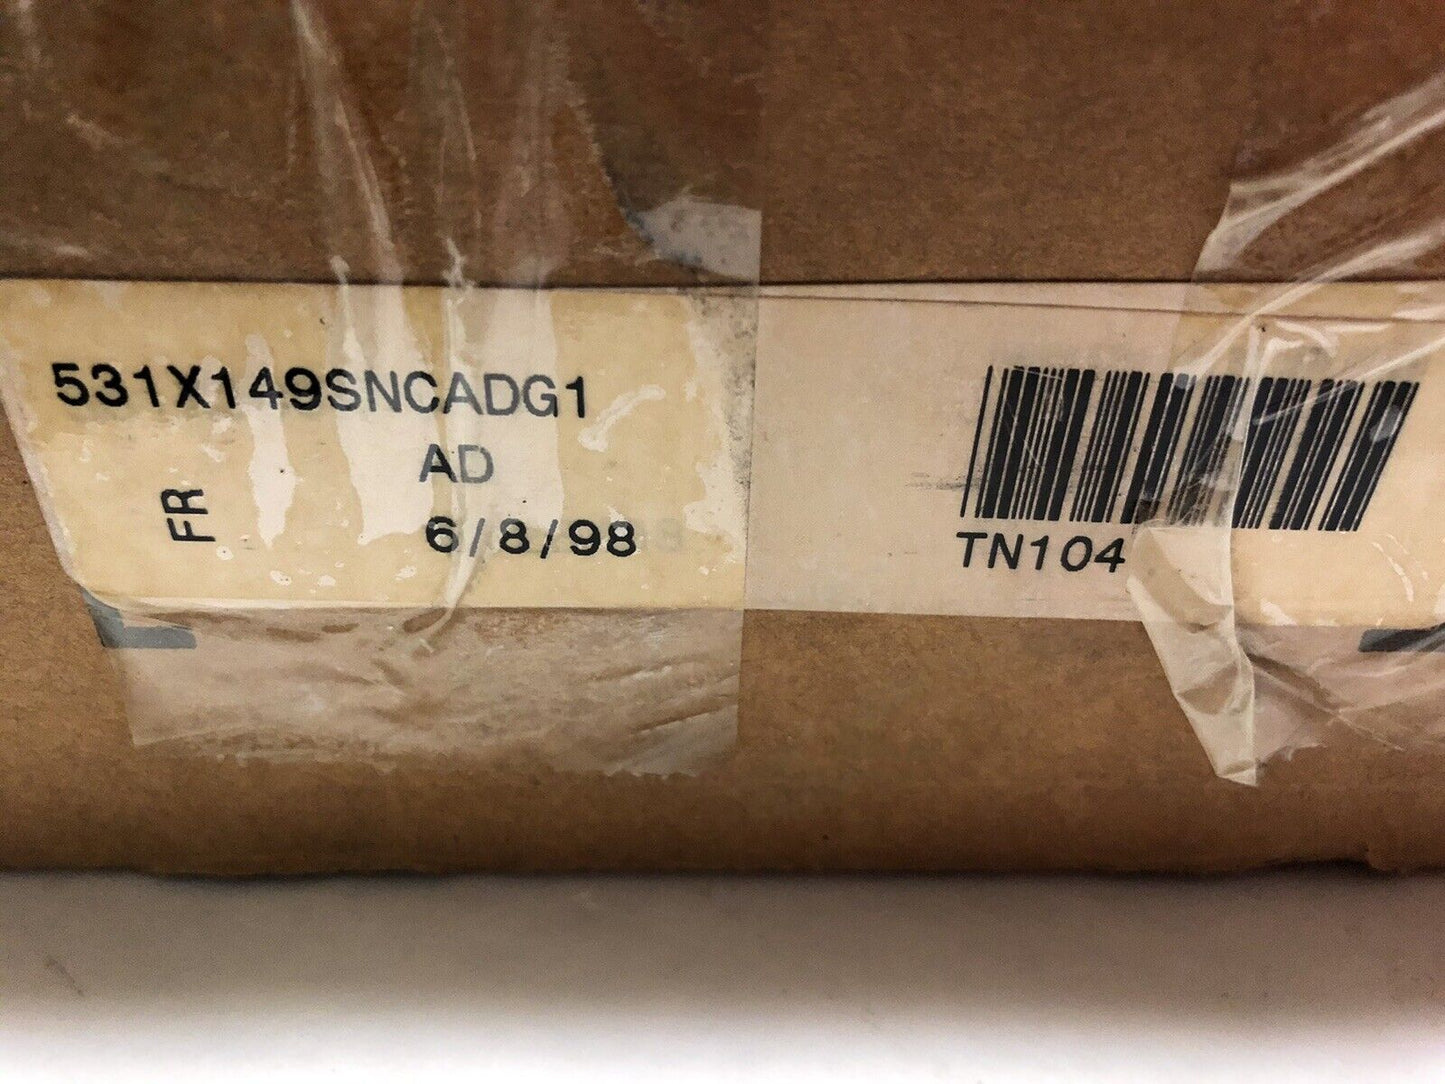 531X149SNCADG1
AD
FR
6/8/98
TN104